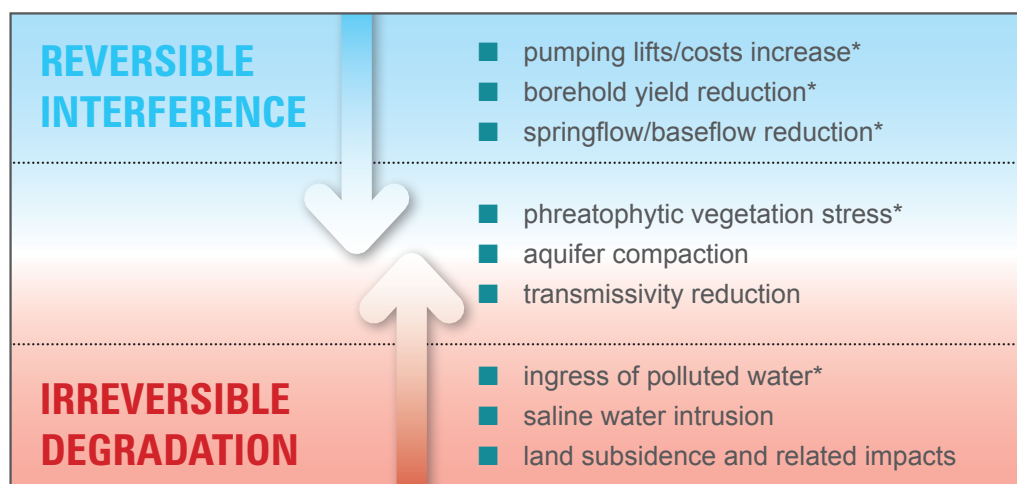 REVERSIBLE
INTERFERENCE
pumping lifts/costs increase*
borehold yield reduction*
springflow/baseflow reduction*
phreatophytic vegetation stress*
aquifer compaction
transmissivity reduction
IRREVERSIBLE
DEGRADATION
ingress of polluted water*
saline water intrusion
land subsidence and related impacts